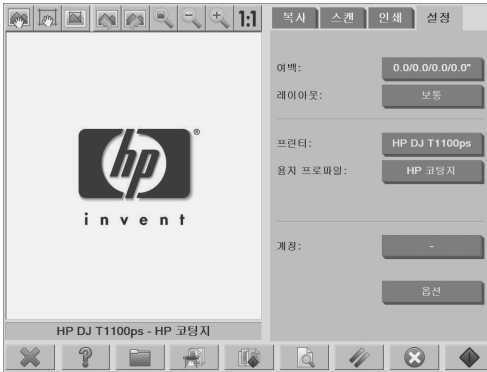 1:1
복사 스캔 인쇄 설정
여백: 0.0/0.0/0.0/0.0"
레이아웃: 보통
프린터: HP DJ T1100ps
용지 프로파일: HP 코팅지
계정: -
옵션
hp
®
invent
HP DJ T1100ps - HP 코팅지